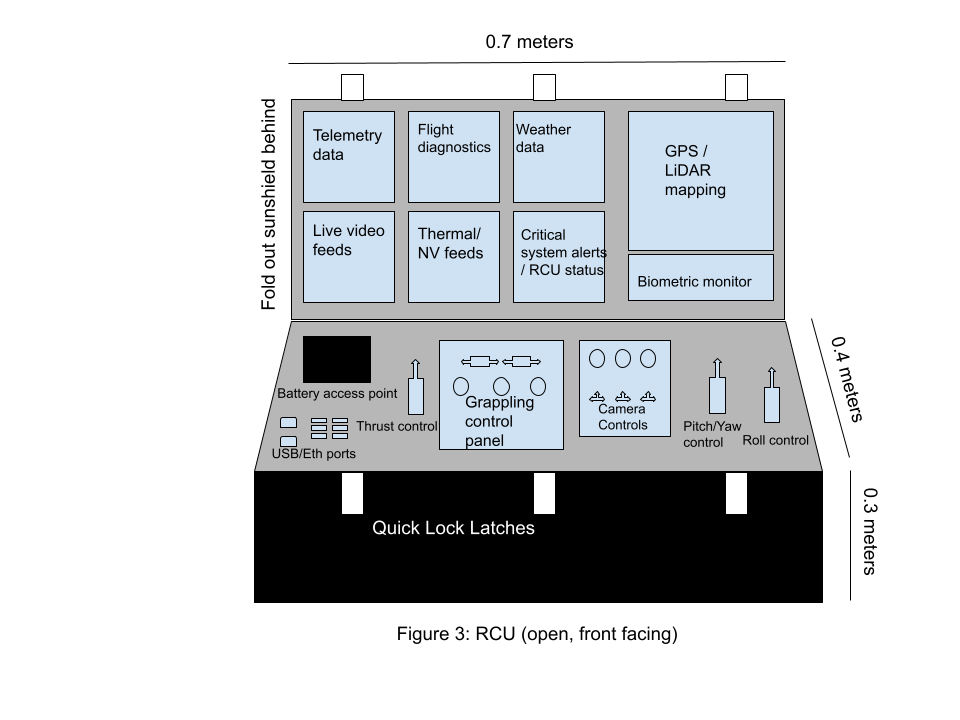 0.7 meters
Fold out sunshield behind
Telemetry
data
Flight
diagnostics
Weather
data
GPS /
LiDAR
mapping
Live video
feeds
Thermal/
NV feeds
Critical
system alerts
/ RCU status
Biometric monitor
0.4 meters
Battery access point
USB/Eth ports
Thrust control
Grappling
control
panel
Camera
Controls
Pitch/Yaw
control
Roll control
0.3 meters
Quick Lock Latches
Figure 3: RCU (open, front facing)